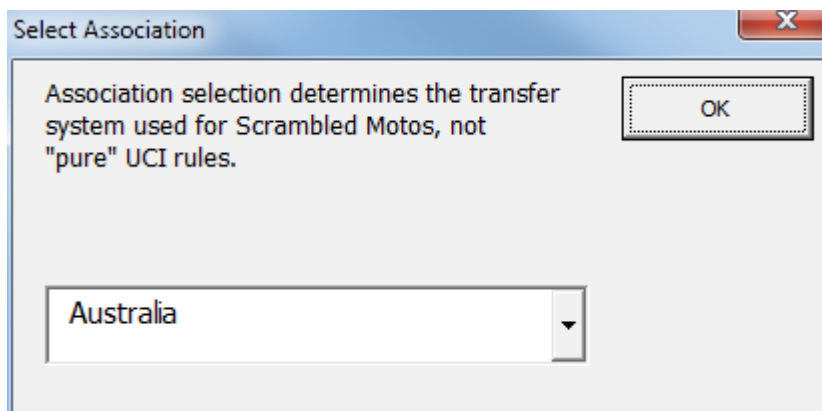 Select Association
Association selection determines the transfer
system used for Scrambled Motos, not
"pure" UCI rules.
OK
Australia